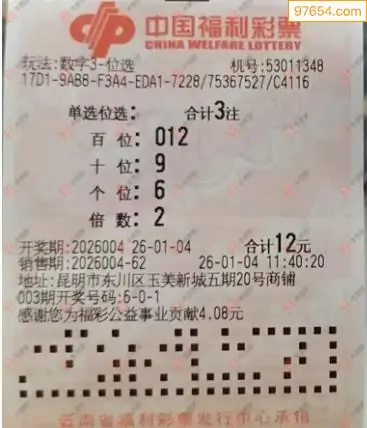 97654.com
中国福利彩票
CHINA WELFARE LOTTERY
玩法:数字3-位选 机号:53011348
17D1-9AB8-F3A4-EDA1-7228/75367527/C4116
单选位选: 合计3注
百 位:012
十 位:9
个 位:6
倍 数:2
开奖期:2026004 26-01-04 合计12元
销售期:2026004-62 26-01-04 11:40:20
地址:昆明市东川区玉美新城五期20号商铺
003期开奖号码:6-0-1
感谢您为福彩公益事业贡献4.08元
云南省福利彩票发行中心承销